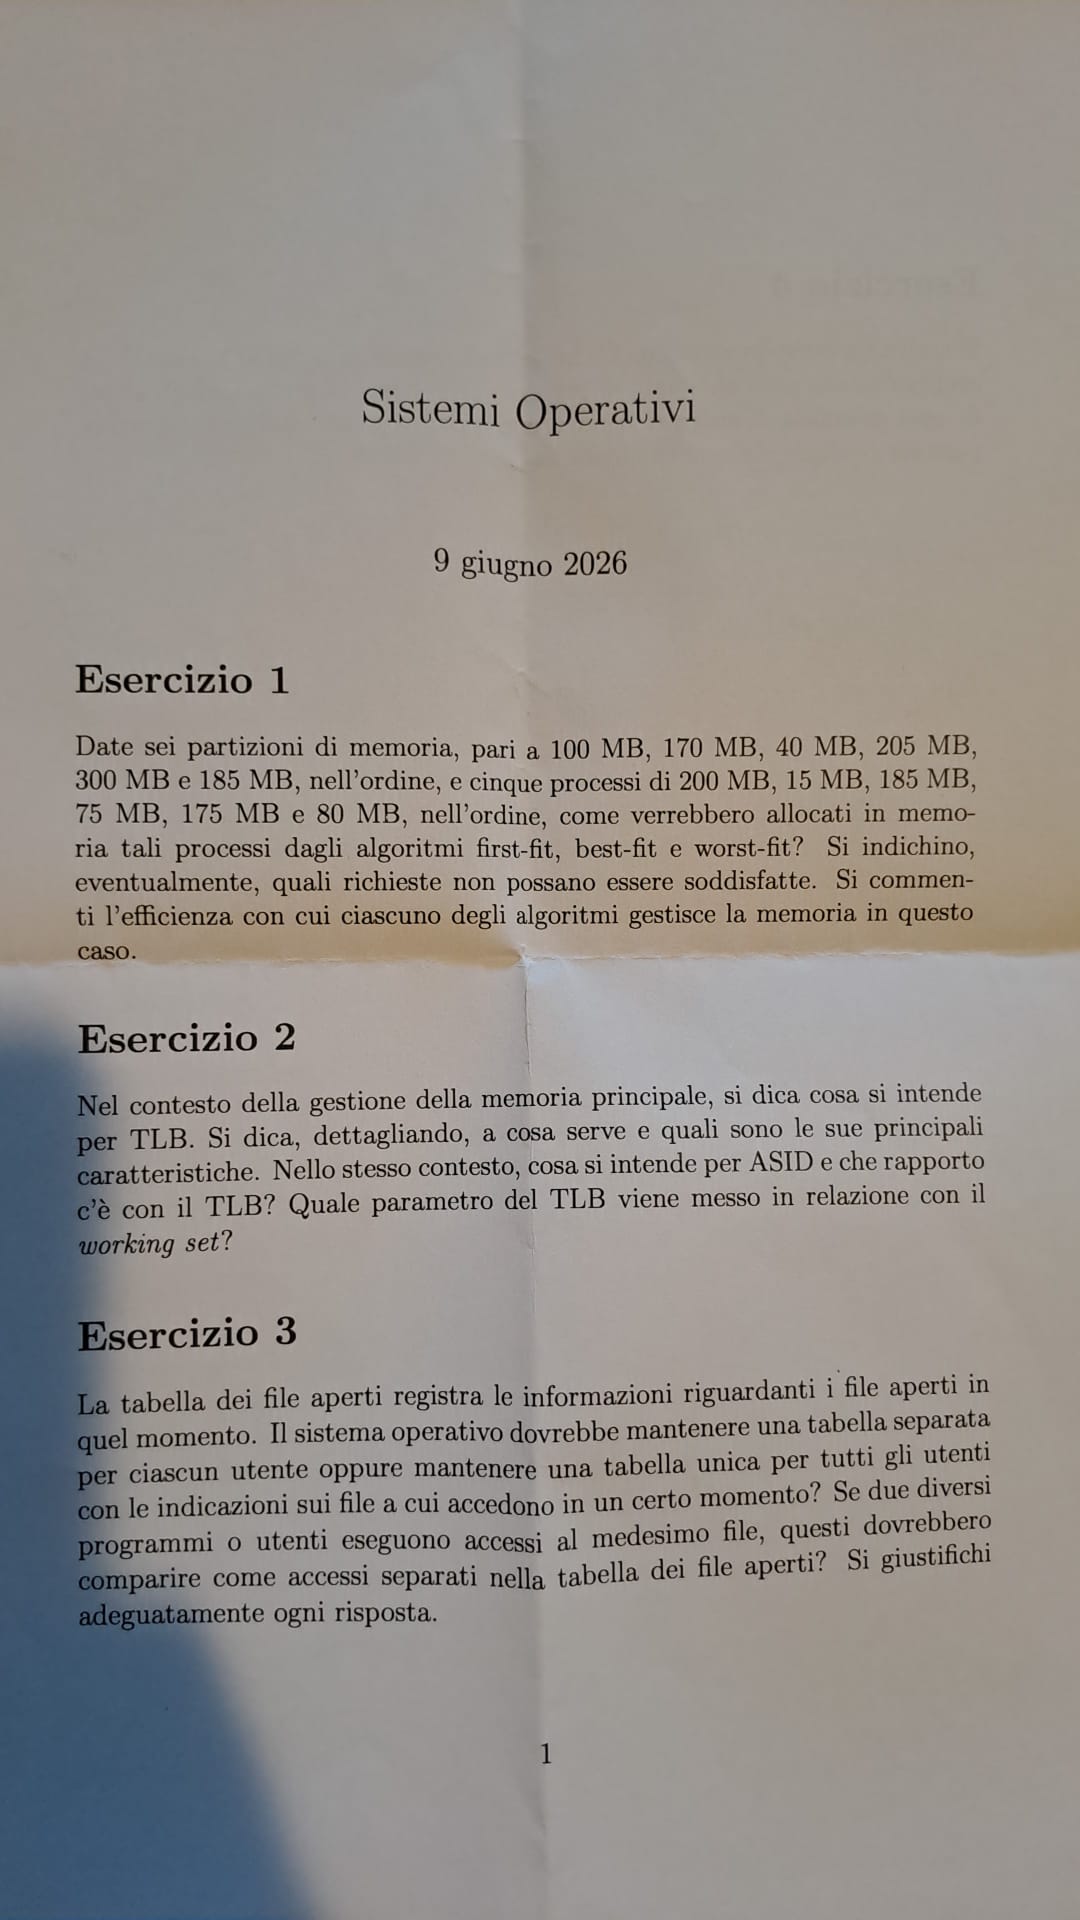 Sistemi Operativi
9 giugno 2026
Esercizio 1
Date sei partizioni di memoria, pari a 100 MB, 170 MB, 40 MB, 205 MB,
300 MB e 185 MB, nell'ordine, e cinque processi di 200 MB, 15 MB, 185 MB,
75 MB, 175 MB e 80 MB, nell'ordine, come verrebbero allocati in memo-
ria tali processi dagli algoritmi first-fit, best-fit e worst-fit? Si indichino,
eventualmente, quali richieste non possano essere soddisfatte. Si commen-
ti l'efficienza con cui ciascuno degli algoritmi gestisce la memoria in questo
caso.
Esercizio 2
Nel contesto della gestione della memoria principale, si dica cosa si intende
per TLB. Si dica, dettagliando, a cosa serve e quali sono le sue principali
caratteristiche. Nello stesso contesto, cosa si intende per ASID e che rapporto
c'è con il TLB? Quale parametro del TLB viene messo in relazione con il
working set?
Esercizio 3
La tabella dei file aperti registra le informazioni riguardanti i file aperti in
quel momento. Il sistema operativo dovrebbe mantenere una tabella separata
per ciascun utente oppure mantenere una tabella unica per tutti gli utenti
con le indicazioni sui file a cui accedono in un certo momento? Se due diversi
programmi o utenti eseguono accessi al medesimo file, questi dovrebbero
comparire come accessi separati nella tabella dei file aperti? Si giustifichi
adeguatamente ogni risposta.
1